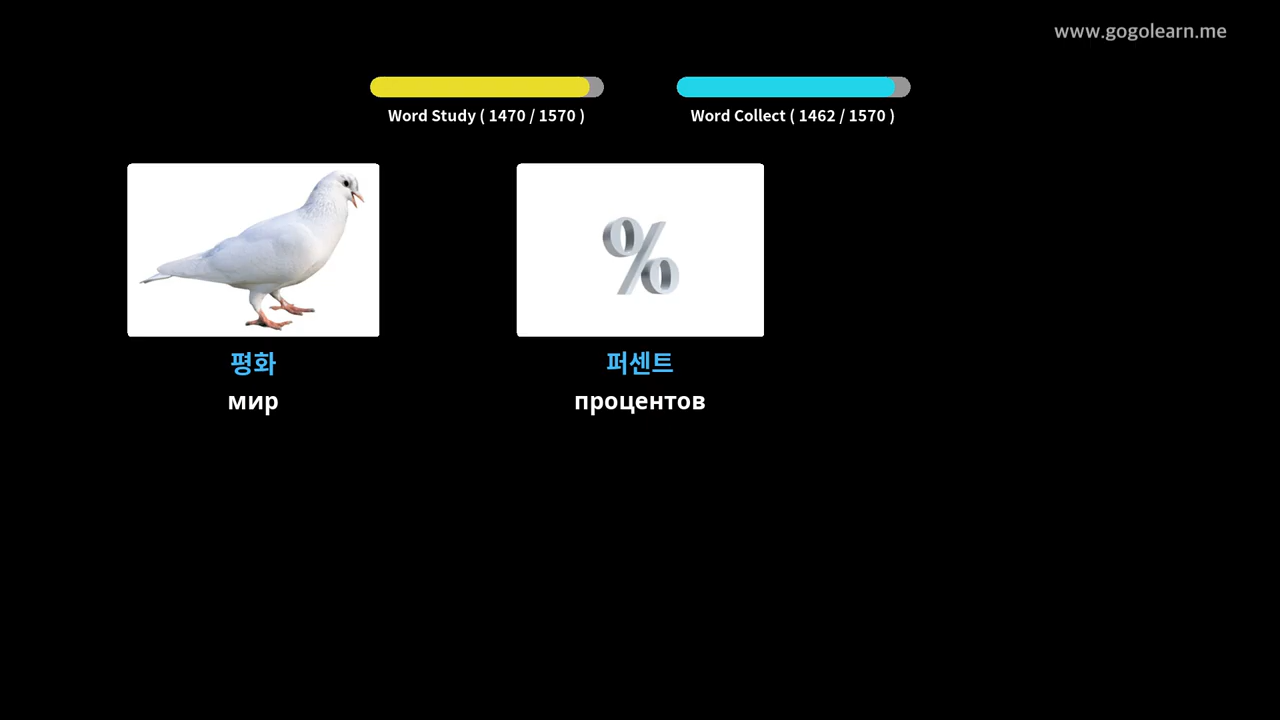 www.gogolearn.me
Word Study ( 1470 / 1570 )
Word Collect ( 1462 / 1570 )
%
평화
мир
퍼센트
процентов